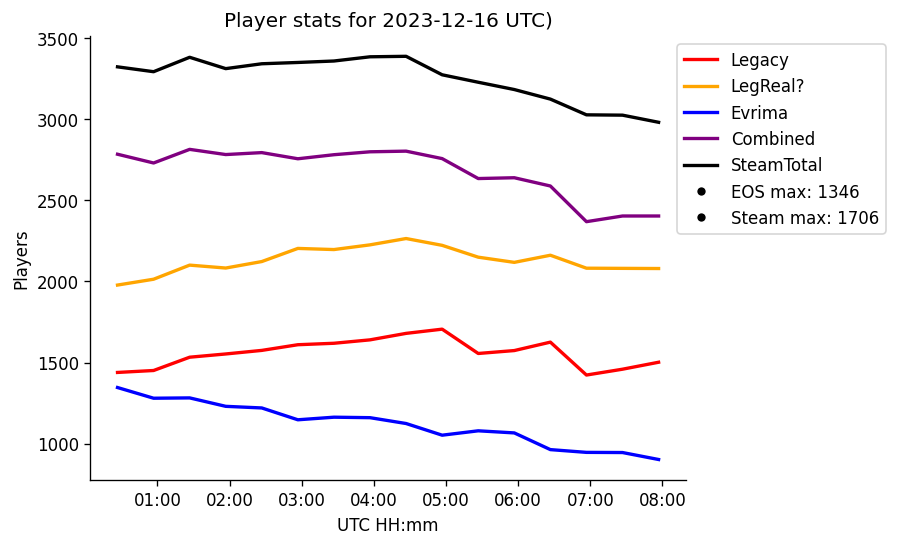 Player stats for 2023-12-16 UTC)
3500
3000
2500
2000
1500
1000
Players
01:00 02:00 03:00 04:00 05:00 06:00 07:00 08:00
UTC HH:mm
Legacy
LegReal?
Evrima
Combined
SteamTotal
EOS max: 1346
Steam max: 1706